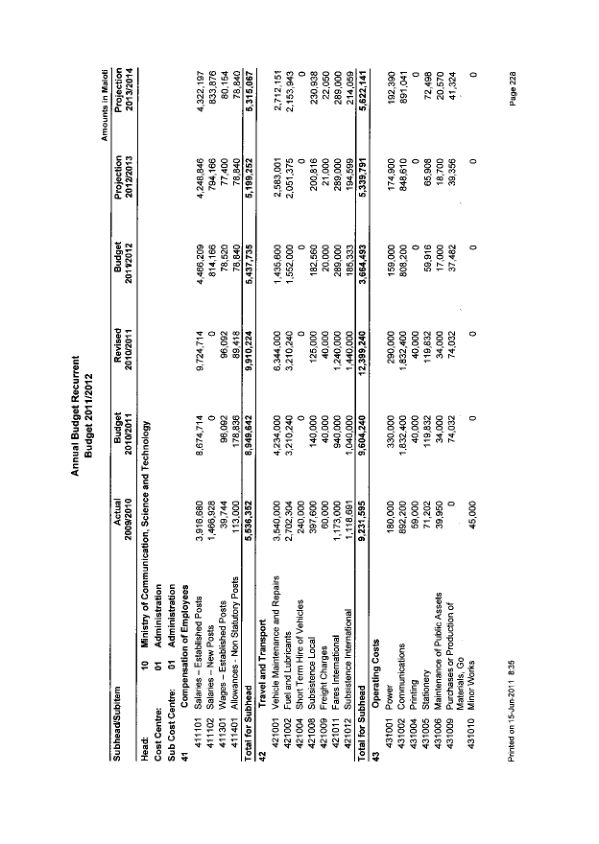 Annual Budget Recurrent
Budget 2011/2012
Amounts in Maloti
Subhead/Subitem Actual 2009/2010 Budget 2010/2011 Revised 2010/2011 Budget 2011/2012 Projection 2012/2013 Projection 2013/2014
Head: 10 Ministry of Communication, Science and Technology
Cost Centre: 01 Administration
Sub Cost Centre: 01 Administration
41 Compensation of Employees
411101 Salaries – Established Posts 3,916,680 8,674,714 9,724,714 4,466,209 4,248,846 4,322,197
411102 Salaries – New Posts 1,466,928 0 0 814,166 794,166 833,876
411301 Wages – Established Posts 39,744 96,092 96,092 78,520 77,400 80,154
411401 Allowances - Non Statutory Posts 113,000 178,836 89,418 78,840 78,840 78,840
Total for Subhead 5,536,352 8,949,642 9,910,224 5,437,735 5,199,252 5,315,067
42 Travel and Transport
421001 Vehicle Maintenance and Repairs 3,540,000 4,234,000 6,344,000 1,435,600 2,583,001 2,712,151
421002 Fuel and Lubricants 2,702,304 3,210,240 3,210,240 1,552,000 2,051,375 2,153,943
421004 Short Term Hire of Vehicles 240,000 0 0 0 0 0
421008 Subsistence Local 397,600 140,000 125,000 182,560 200,816 230,938
421009 Freight Charges 60,000 40,000 40,000 20,000 21,000 22,050
421011 Fares International 1,173,000 940,000 1,240,000 289,000 289,000 289,000
421012 Subsistence International 1,118,691 1,040,000 1,440,000 185,333 194,599 214,059
Total for Subhead 9,231,595 9,604,240 12,399,240 3,664,493 5,339,791 5,622,141
43 Operating Costs
431001 Power 180,000 330,000 290,000 159,000 174,900 192,390
431002 Communications 892,200 1,832,400 1,832,400 808,200 848,610 891,041
431004 Printing 59,000 40,000 40,000 0 0 0
431005 Stationery 71,202 119,832 119,832 59,916 65,908 72,498
431006 Maintenance of Public Assets 39,950 34,000 34,000 17,000 18,700 20,570
431009 Purchases or Production of 0 74,032 74,032 37,482 39,356 41,324
Materials, Go
431010 Minor Works 45,000 0 0 0 0 0
Printed on 15-Jun-2011 8:35 Page 228